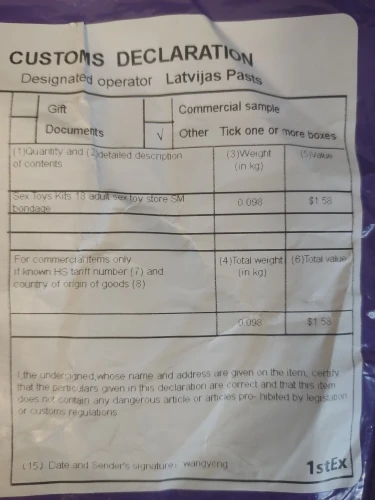 CUSTOMS DECLARATION
Designated operator Latvijas Pasts
Gift
Commercial sample
Documents
√ Other Tick one or more boxes
(1)Quantity and (2)detailed description
of contents
(3)Weight
(in kg)
(5)Value
Sex Toys Kits 13 adult sex toy store SM
bondage
0.098
$1.58
For commercial items only
if known HS tariff number (7) and
country of origin of goods (8)
(4)Total weight
(in kg)
(6)Total value
0.098
$1.58
I,the undersigned,whose name and address are given on the item, certify
that the particulars given in this declaration are correct and that this item
does not contain any dangerous article or articles pro- hibited by legislation
or customs regulations
(15) Date and Sender's signature: wangyong
1stEx